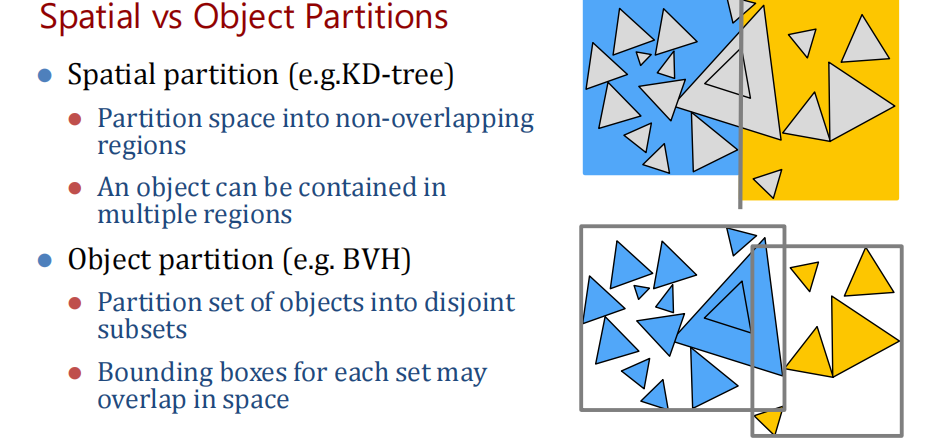 Spatial vs Object Partitions
Spatial partition (e.g.KD-tree)
Partition space into non-overlapping
regions
An object can be contained in
multiple regions
Object partition (e.g. BVH)
Partition set of objects into disjoint
subsets
Bounding boxes for each set may
overlap in space